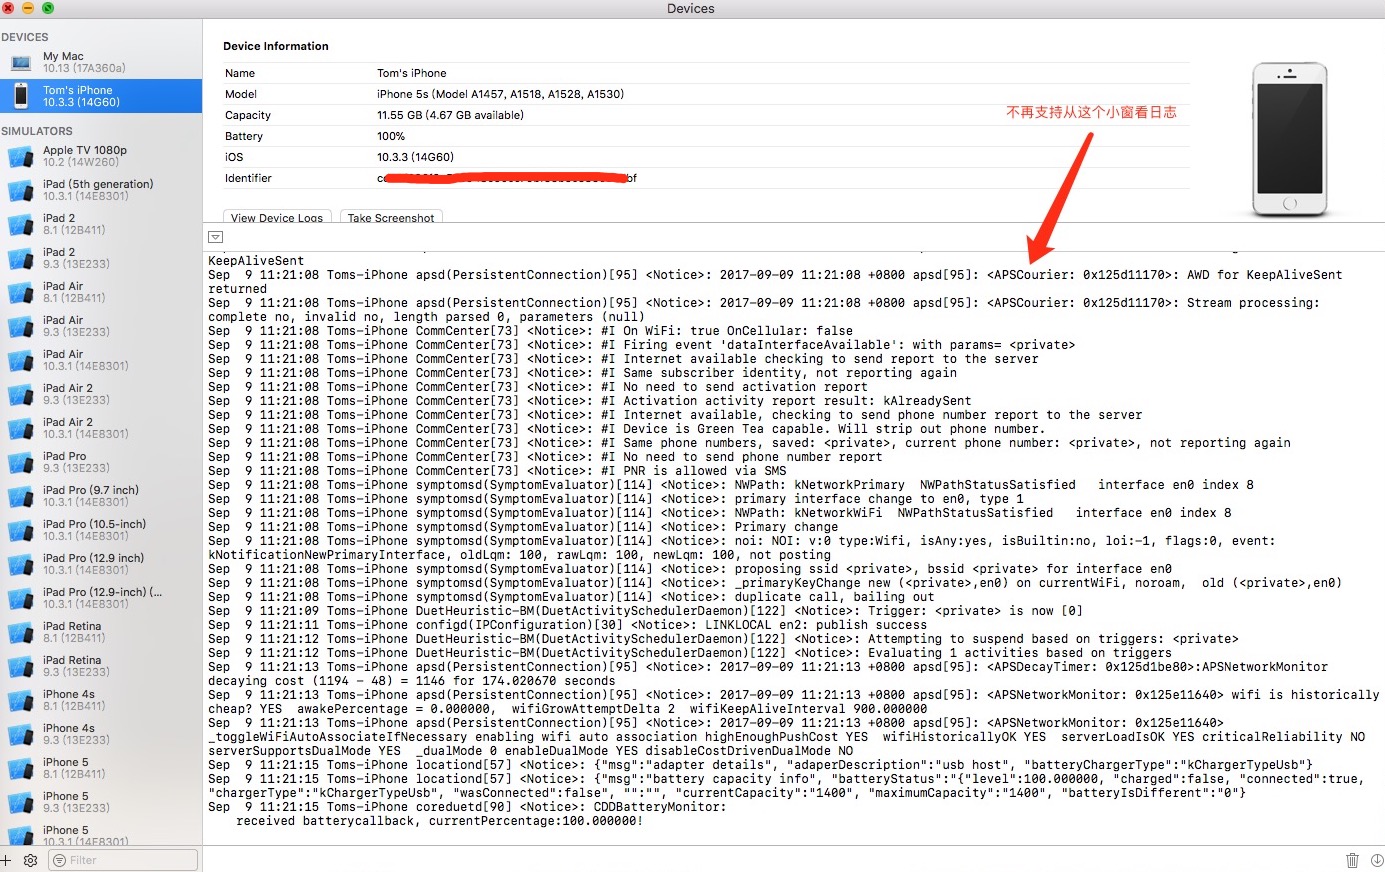 Devices
DEVICES
My Mac
10.13 (17A360a)
Tom's iPhone
10.3.3 (14G60)
SIMULATORS
Apple TV 1080p
10.2 (14W260)
iPad (5th generation)
10.3.1 (14E8301)
iPad 2
8.1 (12B411)
iPad 2
9.3 (13E233)
iPad Air
8.1 (12B411)
iPad Air
9.3 (13E233)
iPad Air
10.3.1 (14E8301)
iPad Air 2
9.3 (13E233)
iPad Air 2
10.3.1 (14E8301)
iPad Pro
9.3 (13E233)
iPad Pro (9.7 inch)
10.3.1 (14E8301)
iPad Pro (10.5-inch)
10.3.1 (14E8301)
iPad Pro (12.9 inch)
10.3.1 (14E8301)
iPad Pro (12.9-inch) (...
10.3.1 (14E8301)
iPad Retina
8.1 (12B411)
iPad Retina
9.3 (13E233)
iPhone 4s
8.1 (12B411)
iPhone 4s
9.3 (13E233)
iPhone 5
8.1 (12B411)
iPhone 5
9.3 (13E233)
iPhone 5
10.3.1 (14E8301)
Filter
Device Information
Name Tom's iPhone
Model iPhone 5s (Model A1457, A1518, A1528, A1530)
Capacity 11.55 GB (4.67 GB available)
Battery 100%
iOS 10.3.3 (14G60)
Identifier
View Device Logs Take Screenshot
不再支持从这个小窗看日志
KeepAliveSent
Sep  9 11:21:08 Toms-iPhone apsd(PersistentConnection)[95] <Notice>: 2017-09-09 11:21:08 +0800 apsd[95]: <APSCourier: 0x125d11170>: AWD for KeepAliveSent
returned
Sep  9 11:21:08 Toms-iPhone apsd(PersistentConnection)[95] <Notice>: 2017-09-09 11:21:08 +0800 apsd[95]: <APSCourier: 0x125d11170>: Stream processing:
complete no, invalid no, length parsed 0, parameters (null)
Sep  9 11:21:08 Toms-iPhone CommCenter[73] <Notice>: #I On WiFi: true OnCellular: false
Sep  9 11:21:08 Toms-iPhone CommCenter[73] <Notice>: #I Firing event 'dataInterfaceAvailable': with params= <private>
Sep  9 11:21:08 Toms-iPhone CommCenter[73] <Notice>: #I Internet available checking to send report to the server
Sep  9 11:21:08 Toms-iPhone CommCenter[73] <Notice>: #I Same subscriber identity, not reporting again
Sep  9 11:21:08 Toms-iPhone CommCenter[73] <Notice>: #I No need to send activation report
Sep  9 11:21:08 Toms-iPhone CommCenter[73] <Notice>: #I Activation activity report result: kAlreadySent
Sep  9 11:21:08 Toms-iPhone CommCenter[73] <Notice>: #I Internet available, checking to send phone number report to the server
Sep  9 11:21:08 Toms-iPhone CommCenter[73] <Notice>: #I Device is Green Tea capable. Will strip out phone number.
Sep  9 11:21:08 Toms-iPhone CommCenter[73] <Notice>: #I Same phone numbers, saved: <private>, current phone number: <private>, not reporting again
Sep  9 11:21:08 Toms-iPhone CommCenter[73] <Notice>: #I No need to send phone number report
Sep  9 11:21:08 Toms-iPhone CommCenter[73] <Notice>: #I PNR is allowed via SMS
Sep  9 11:21:08 Toms-iPhone symptomsd(SymptomEvaluator)[114] <Notice>: NWPath: kNetworkPrimary  NWPathStatusSatisfied   interface en0 index 8
Sep  9 11:21:08 Toms-iPhone symptomsd(SymptomEvaluator)[114] <Notice>: primary interface change to en0, type 1
Sep  9 11:21:08 Toms-iPhone symptomsd(SymptomEvaluator)[114] <Notice>: NWPath: kNetworkWiFi  NWPathStatusSatisfied   interface en0 index 8
Sep  9 11:21:08 Toms-iPhone symptomsd(SymptomEvaluator)[114] <Notice>: Primary change
Sep  9 11:21:08 Toms-iPhone symptomsd(SymptomEvaluator)[114] <Notice>: noi: NOI: v:0 type:Wifi, isAny:yes, isBuiltin:no, loi:-1, flags:0, event:
kNotificationNewPrimaryInterface, oldLqm: 100, rawLqm: 100, newLqm: 100, not posting
Sep  9 11:21:08 Toms-iPhone symptomsd(SymptomEvaluator)[114] <Notice>: proposing ssid <private>, bssid <private> for interface en0
Sep  9 11:21:08 Toms-iPhone symptomsd(SymptomEvaluator)[114] <Notice>: _primaryKeyChange new (<private>,en0) on currentWiFi, noroam,  old (<private>,en0)
Sep  9 11:21:08 Toms-iPhone symptomsd(SymptomEvaluator)[114] <Notice>: duplicate call, bailing out
Sep  9 11:21:09 Toms-iPhone DuetHeuristic-BM(DuetActivitySchedulerDaemon)[122] <Notice>: Trigger: <private> is now [0]
Sep  9 11:21:11 Toms-iPhone configd(IPConfiguration)[30] <Notice>: LINKLOCAL en2: publish success
Sep  9 11:21:12 Toms-iPhone DuetHeuristic-BM(DuetActivitySchedulerDaemon)[122] <Notice>: Attempting to suspend based on triggers: <private>
Sep  9 11:21:12 Toms-iPhone DuetHeuristic-BM(DuetActivitySchedulerDaemon)[122] <Notice>: Evaluating 1 activities based on triggers
Sep  9 11:21:13 Toms-iPhone apsd(PersistentConnection)[95] <Notice>: 2017-09-09 11:21:13 +0800 apsd[95]: <APSDecayTimer: 0x125d1be80>:APSNetworkMonitor
decaying cost (1194 – 48) = 1146 for 174.020670 seconds
Sep  9 11:21:13 Toms-iPhone apsd(PersistentConnection)[95] <Notice>: 2017-09-09 11:21:13 +0800 apsd[95]: <APSNetworkMonitor: 0x125e11640> wifi is historically
cheap? YES  awakePercentage = 0.000000,  wifiGrowAttemptDelta 2  wifiKeepAliveInterval 900.000000
Sep  9 11:21:13 Toms-iPhone apsd(PersistentConnection)[95] <Notice>: 2017-09-09 11:21:13 +0800 apsd[95]: <APSNetworkMonitor: 0x125e11640>
_toggleWiFiAutoAssociateIfNecessary enabling wifi auto association highEnoughPushCost YES  wifiHistoricallyOK YES  serverLoadIsOK YES criticalReliability NO
serverSupportsDualMode YES  _dualMode 0 enableDualMode YES disableCostDrivenDualMode NO
Sep  9 11:21:15 Toms-iPhone locationd[57] <Notice>: {"msg":"adapter details", "adaperDescription":"usb host", "batteryChargerType":"kChargerTypeUsb"}
Sep  9 11:21:15 Toms-iPhone locationd[57] <Notice>: {"msg":"battery capacity info", "batteryStatus":"{"level":100.000000, "charged":false, "connected":true,
"chargerType":"kChargerTypeUsb", "wasConnected":false", "":"", "currentCapacity":"1400", "maximumCapacity":"1400", "batteryIsDifferent":"0"}
Sep  9 11:21:15 Toms-iPhone coreduetd[90] <Notice>: CDDBatteryMonitor:
received batterycallback, currentPercentage:100.000000!